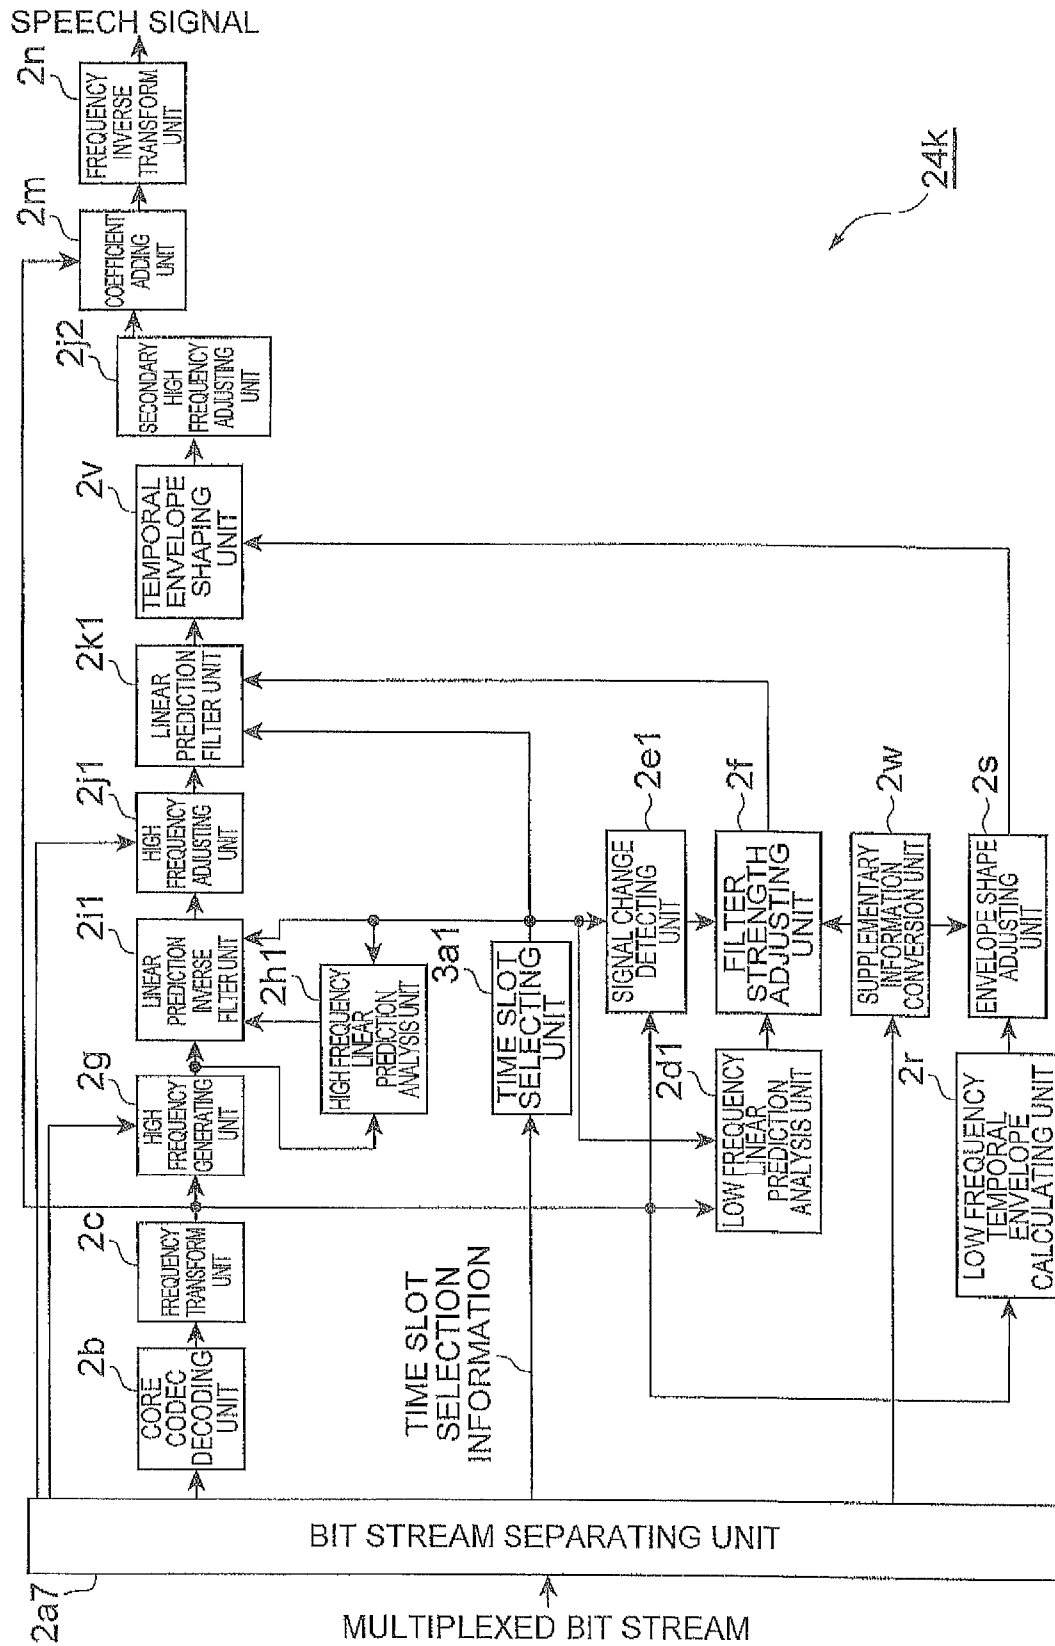 SPEECH SIGNAL
2n
FREQUENCY
INVERSE
TRANSFORM
UNIT
2m
COEFFICIENT
ADDING
UNIT
24k
2j2
SECONDARY
HIGH
FREQUENCY
ADJUSTING
UNIT
2v
TEMPORAL
ENVELOPE
SHAPING
UNIT
2k1
LINEAR
PREDICTION
FILTER UNIT
2j1
HIGH
FREQUENCY
ADJUSTING
UNIT
2i1
LINEAR
PREDICTION
INVERSE
FILTER UNIT
2h1
HIGH FREQUENCY
LINEAR
PREDICTION
ANALYSIS UNIT
3a1
TIME SLOT
SELECTING
UNIT
2e1
SIGNAL CHANGE
DETECTING
UNIT
2f
FILTER
STRENGTH
ADJUSTING
UNIT
2w
SUPPLEMENTARY
INFORMATION
CONVERSION UNIT
2s
ENVELOPE SHAPE
ADJUSTING
UNIT
2g
HIGH
FREQUENCY
GENERATING
UNIT
2d1
LOW FREQUENCY
LINEAR
PREDICTION
ANALYSIS UNIT
2r
LOW FREQUENCY
TEMPORAL
ENVELOPE
CALCULATING UNIT
2c
FREQUENCY
TRANSFORM
UNIT
2b
CORE
CODEC
DECODING
UNIT
TIME SLOT
SELECTION
INFORMATION
BIT STREAM SEPARATING UNIT
2a7
MULTIPLEXED BIT STREAM